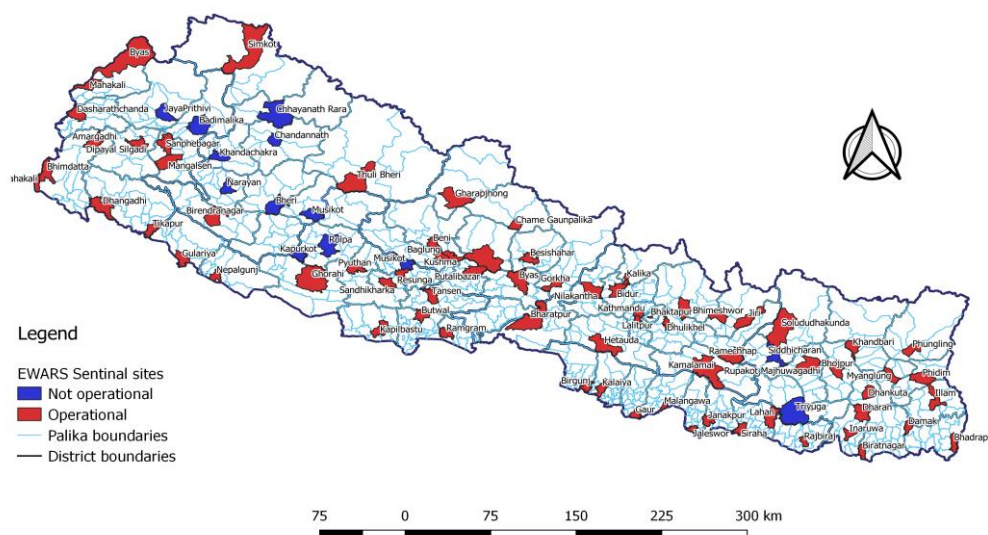 Simkot
Byas
Mahakali
Dasharathchanda
JayaPrithivi
Chhayanath Rara
Badimalika
Amargadhi
Sanphebagar
Chandannath
Dipayal Silgadi
Khandachakra
Mangalsen
Bhimdatta
Thuli Bheri
Narayan
Gharapjhong
Dhangadhi
Bheri
Birendranagar
Musikot
Chame Gaunpalika
Tikapur
Rolpa
Beni
Baglung
Besishahar
Gulariya
Kapurkot
Musikot
Kushma
Pyuthan
Nepalgunj
Ghorahi
Resunga
Putalibazar
Byas
Gorkha
Kalika
Sandhikharka
Tansen
Nilakantha
Bidur
Butwal
Bharatpur
Kathmandu
Bhaktapur
Bhimeshwor
Jiri
Kapilbastu
Ramgram
Lalitpur
Dhulikhel
Solududhakunda
Hetauda
Siddhicharan
Khandbari
Phungling
Ramechhap
Kamalamai
Rupakot
Majhuwagadhi
Bhojpur
Myanglung
Phidim
Birgunj
Kalaiya
Dhankuta
Illam
Malangawa
Triyuga
Dharan
Gaur
Janakpur
Lahan
Damak
Jaleswor
Siraha
Rajbiraj
Inaruwa
Bhadrap
Biratnagar
Legend
EWARS Sentinal sites
Not operational
Operational
Palika boundaries
District boundaries
75 0 75 150 225 300 km